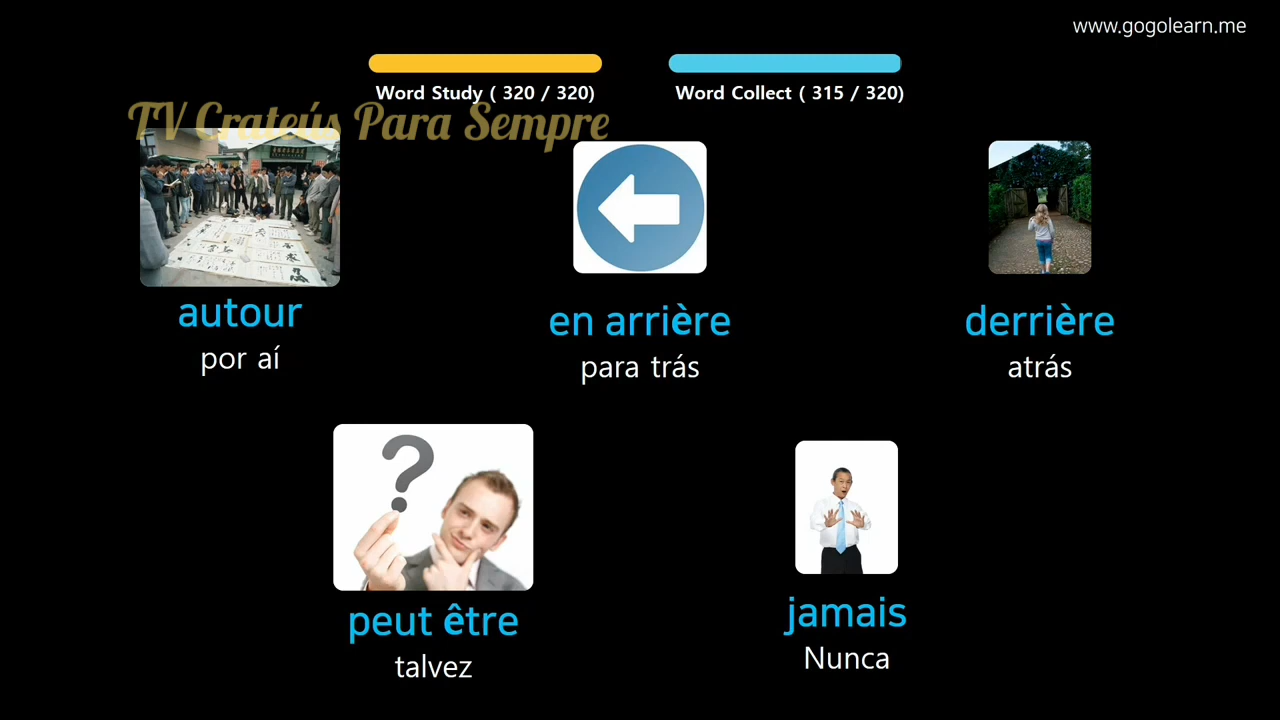 www.gogolearn.me
Word Study ( 320 / 320)
Word Collect ( 315 / 320)
TV Crateús Para Sempre
autour
por aí
en arrière
para trás
derrière
atrás
?
peut être
talvez
jamais
Nunca